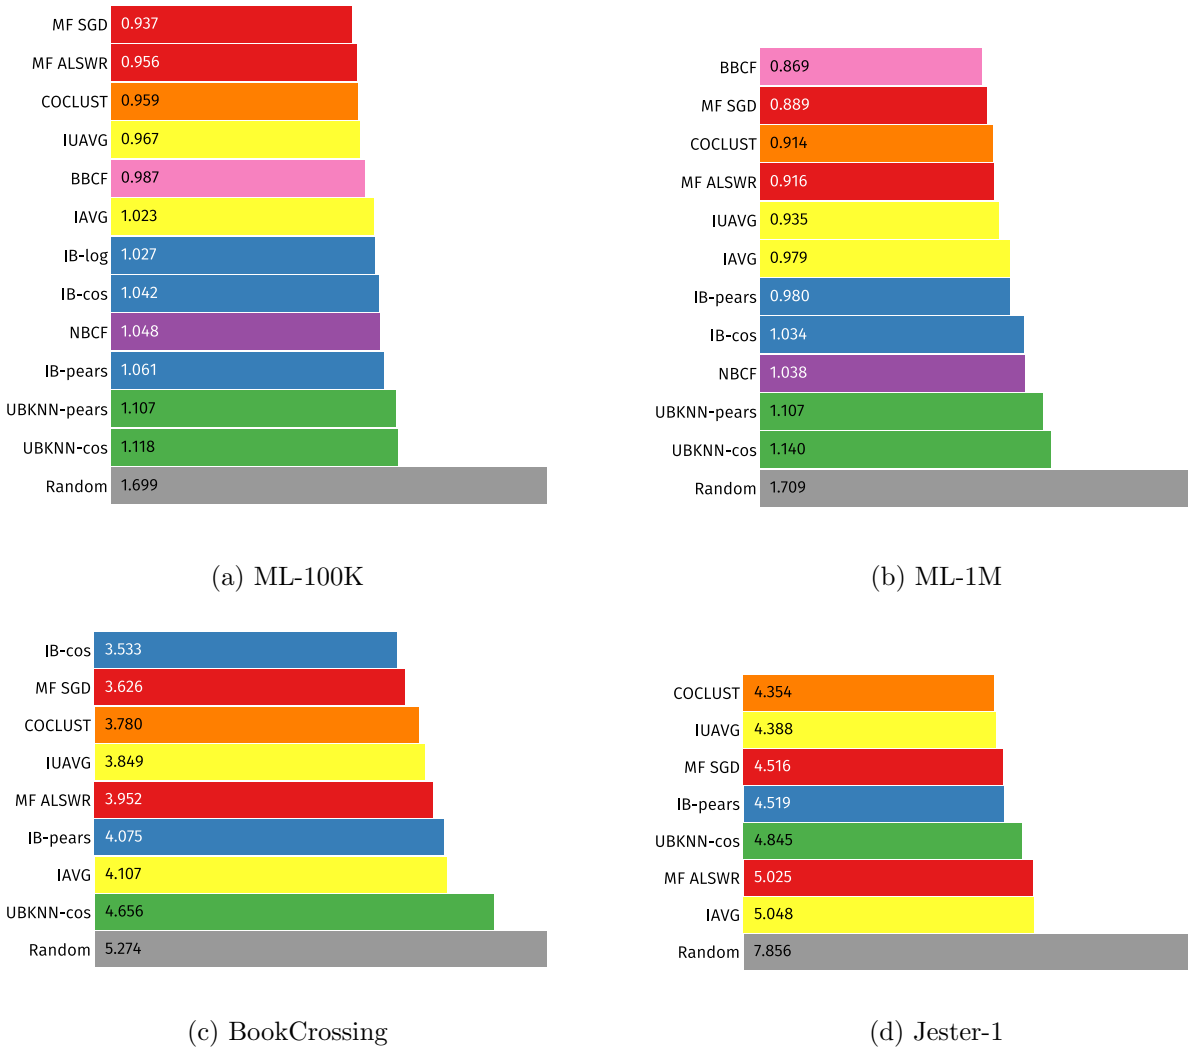 MF SGD 0.937
MF ALSWR 0.956
COCLUST 0.959
IUAVG 0.967
BBCF 0.987
IAVG 1.023
IB-log 1.027
IB-cos 1.042
NBCF 1.048
IB-pears 1.061
UBKNN-pears 1.107
UBKNN-cos 1.118
Random 1.699
(a) ML-100K
BBCF 0.869
MF SGD 0.889
COCLUST 0.914
MF ALSWR 0.916
IUAVG 0.935
IAVG 0.979
IB-pears 0.980
IB-cos 1.034
NBCF 1.038
UBKNN-pears 1.107
UBKNN-cos 1.140
Random 1.709
(b) ML-1M
IB-cos 3.533
MF SGD 3.626
COCLUST 3.780
IUAVG 3.849
MF ALSWR 3.952
IB-pears 4.075
IAVG 4.107
UBKNN-cos 4.656
Random 5.274
(c) BookCrossing
COCLUST 4.354
IUAVG 4.388
MF SGD 4.516
IB-pears 4.519
UBKNN-cos 4.845
MF ALSWR 5.025
IAVG 5.048
Random 7.856
(d) Jester-1